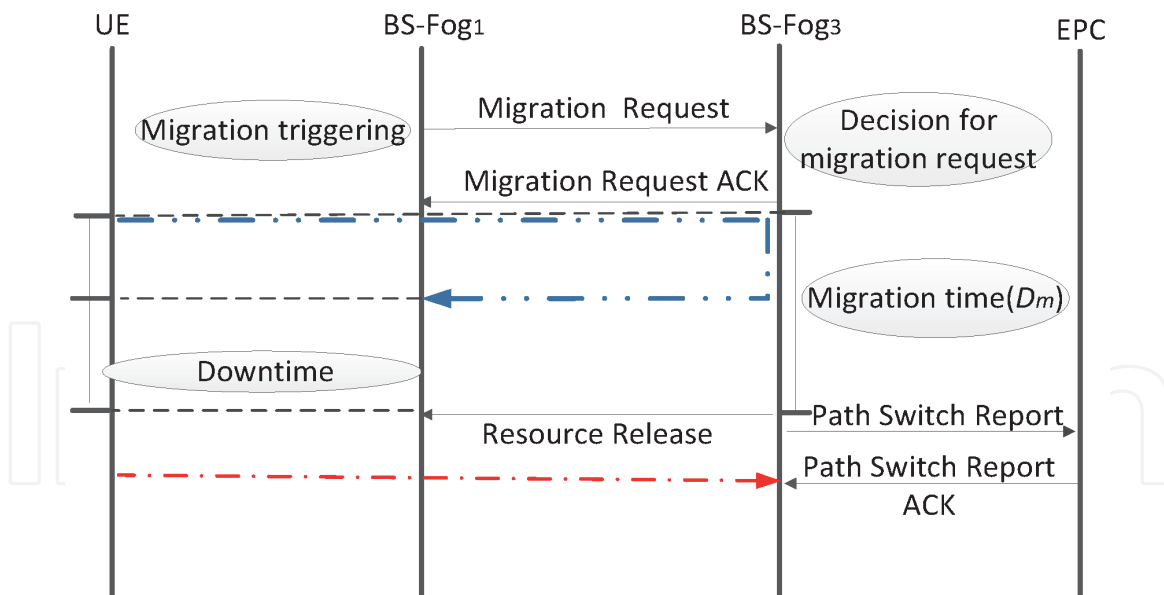 UE
BS-Fog1
BS-Fog3
EPC
Migration triggering
Migration Request
Decision for
migration request
Migration Request ACK
Migration time(Dm)
Downtime
Resource Release
Path Switch Report
Path Switch Report
ACK